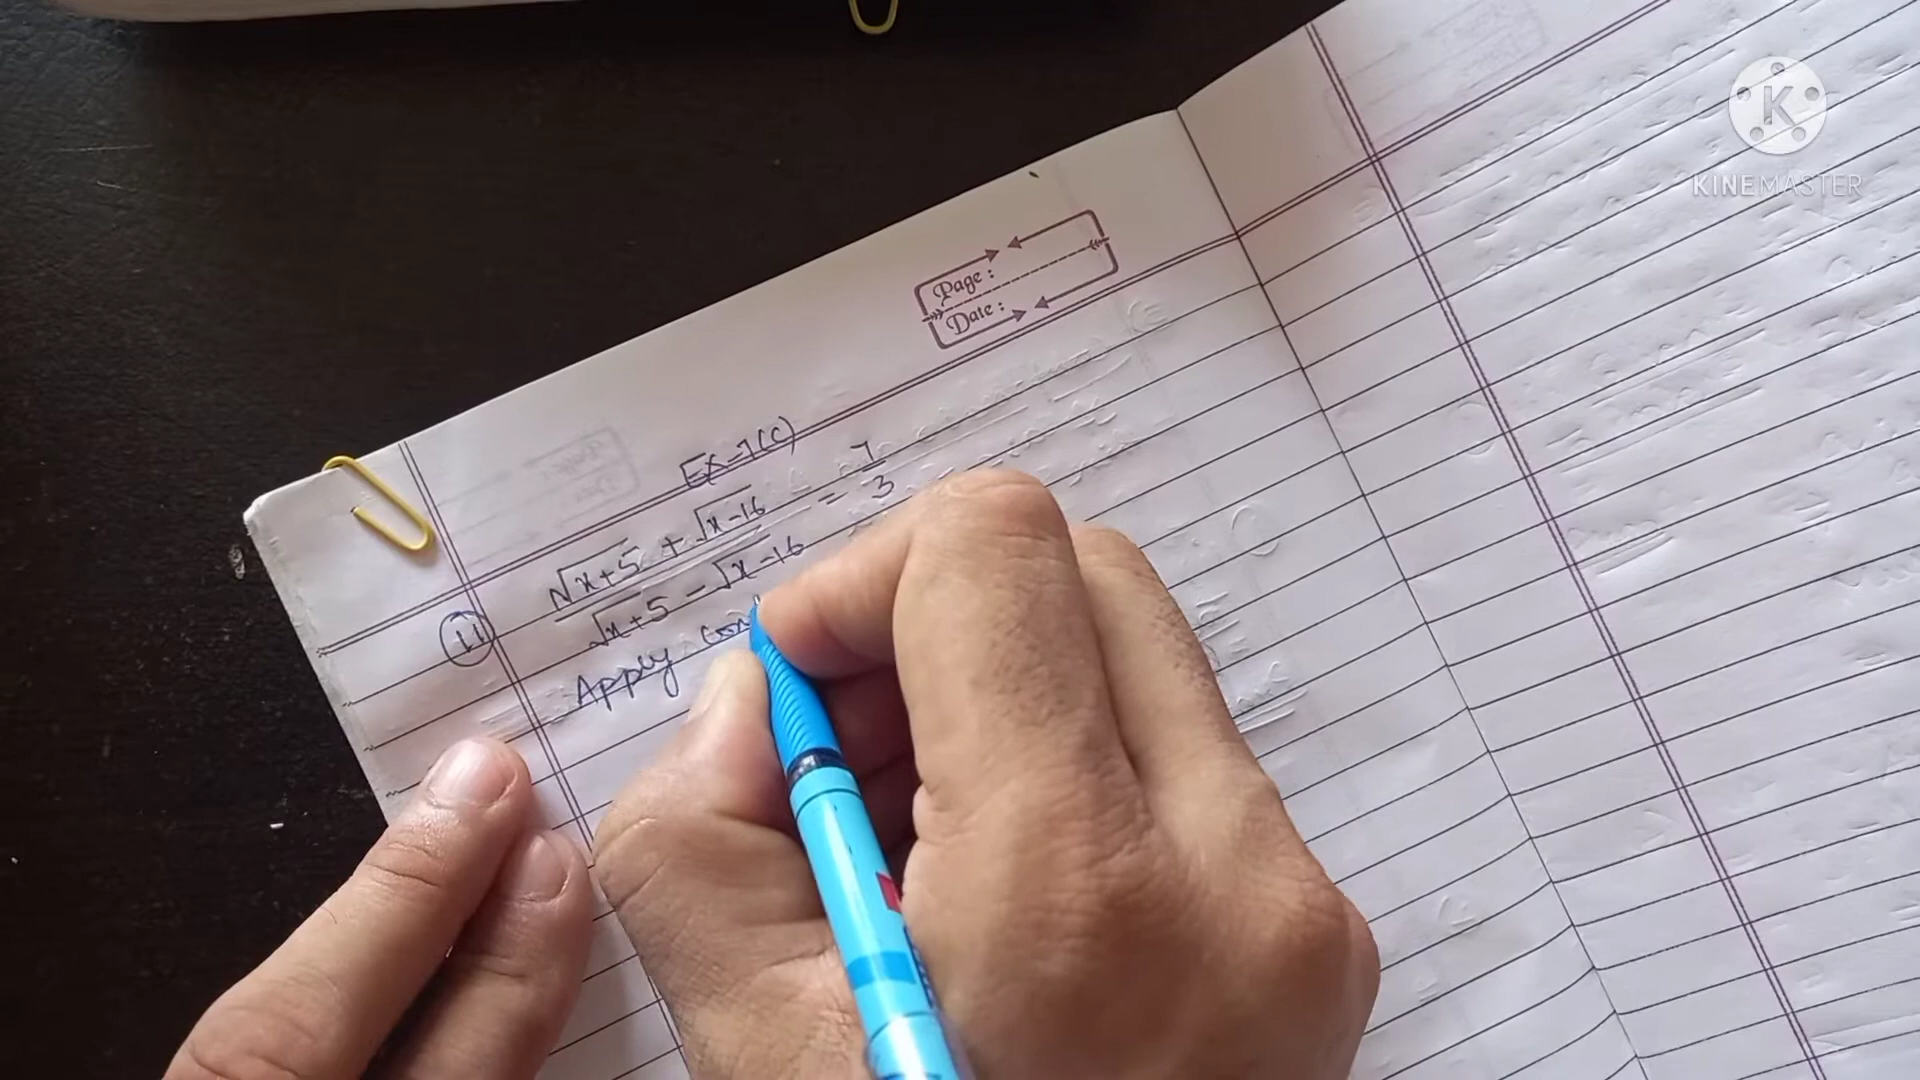 KINEMASTER
Page :
Date :
Ex-7(C)
11 √x+5 + √x-16 = 7
√x+5 - √x-16 3
Apply